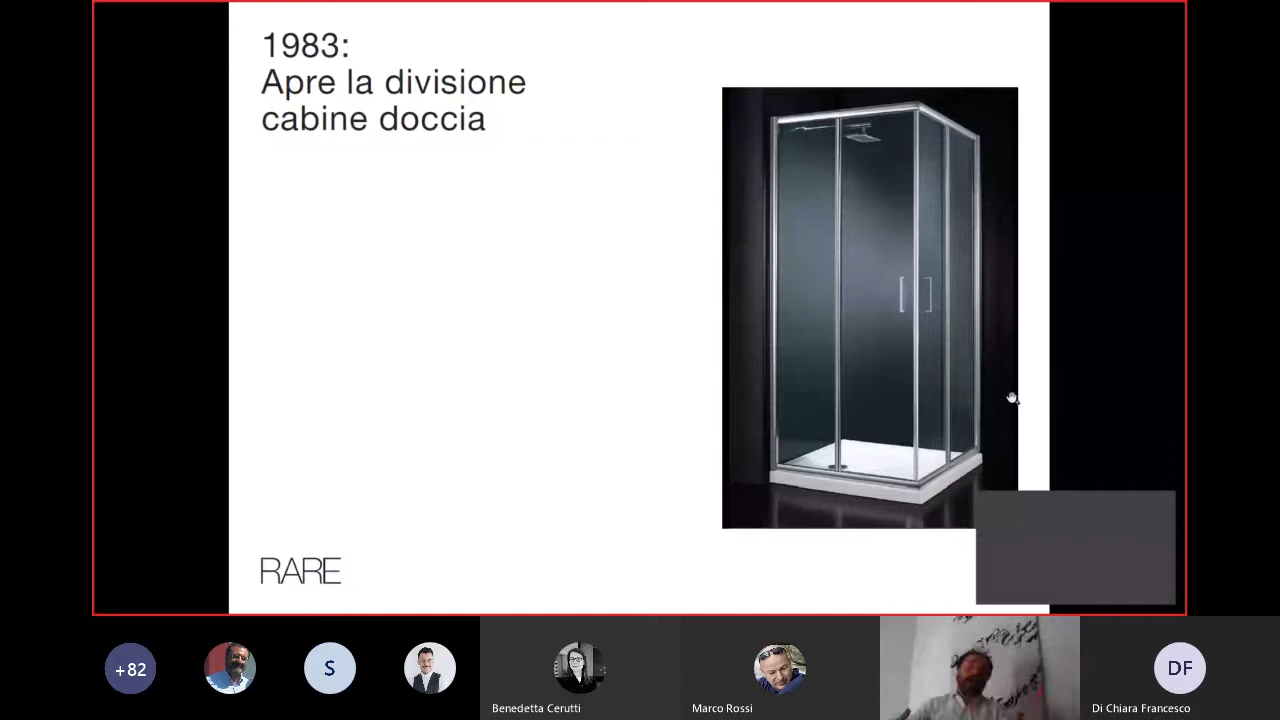 1983:
Apre la divisione
cabine doccia
RARE
+82
S
Benedetta Cerutti
Marco Rossi
DF
Di Chiara Francesco